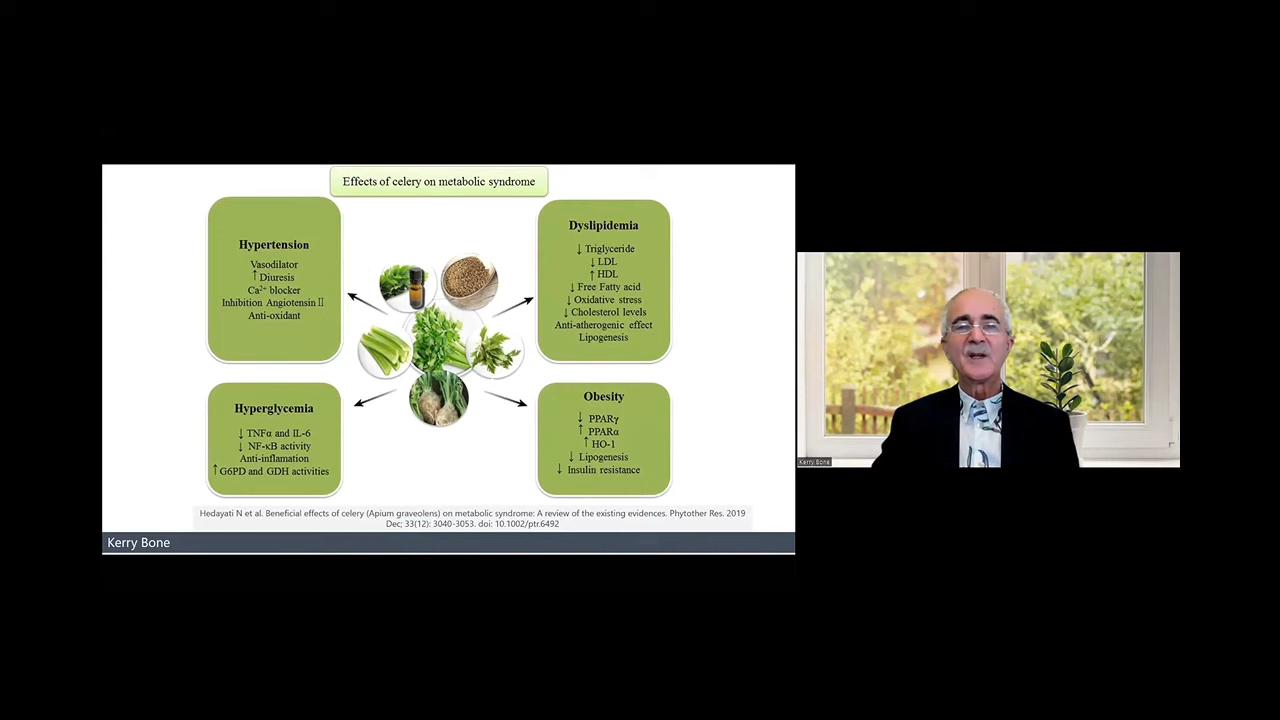 Effects of celery on metabolic syndrome
Hypertension
Vasodilator
↑Diuresis
Ca²⁺ blocker
Inhibition Angiotensin II
Anti-oxidant
Dyslipidemia
↓ Triglyceride
↓ LDL
↑ HDL
↓ Free Fatty acid
↓ Oxidative stress
↓ Cholesterol levels
Anti-atherogenic effect
Lipogenesis
Hyperglycemia
↓ TNFα and IL-6
↓ NF-κB activity
Anti-inflamation
↑G6PD and GDH activities
Obesity
↓ PPARγ
↑ PPARα
↑ HO-1
↓ Lipogenesis
↓ Insulin resistance
Hedayati N et al. Beneficial effects of celery (Apium graveolens) on metabolic syndrome: A review of the existing evidences. Phytother Res. 2019
Dec; 33(12): 3040-3053. doi: 10.1002/ptr.6492
Kerry Bone
Kerry Bone